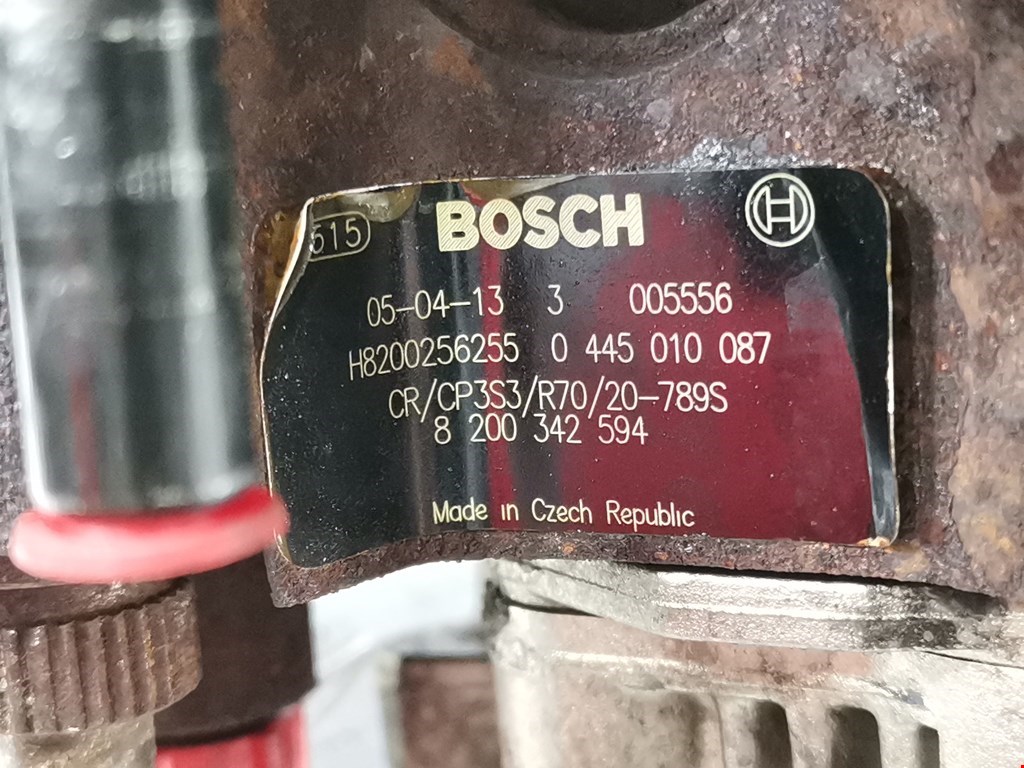 515 BOSCH H
05-04-13 3 005556
H8200256255 0 445 010 087
CR/CP3S3/R70/20-789S
8 200 342 594
Made in Czech Republic